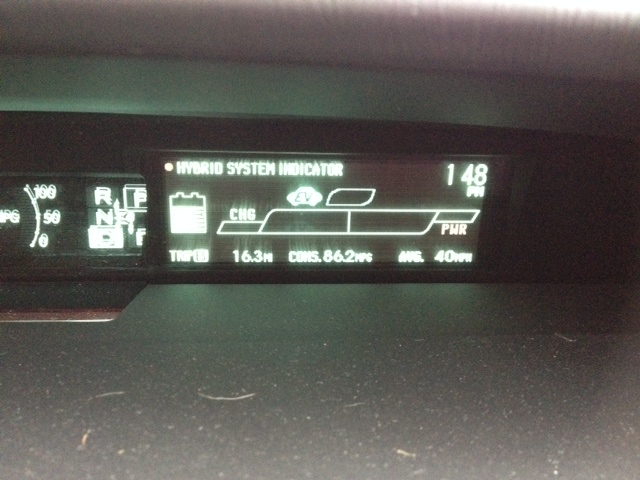 HYBRID SYSTEM INDICATOR
1 48
PM
EV
CHG
PWR
TRIP B 16.3MI CONS. 86.2MPG AVG. 40MPH
100
50
0
R
N
D
P